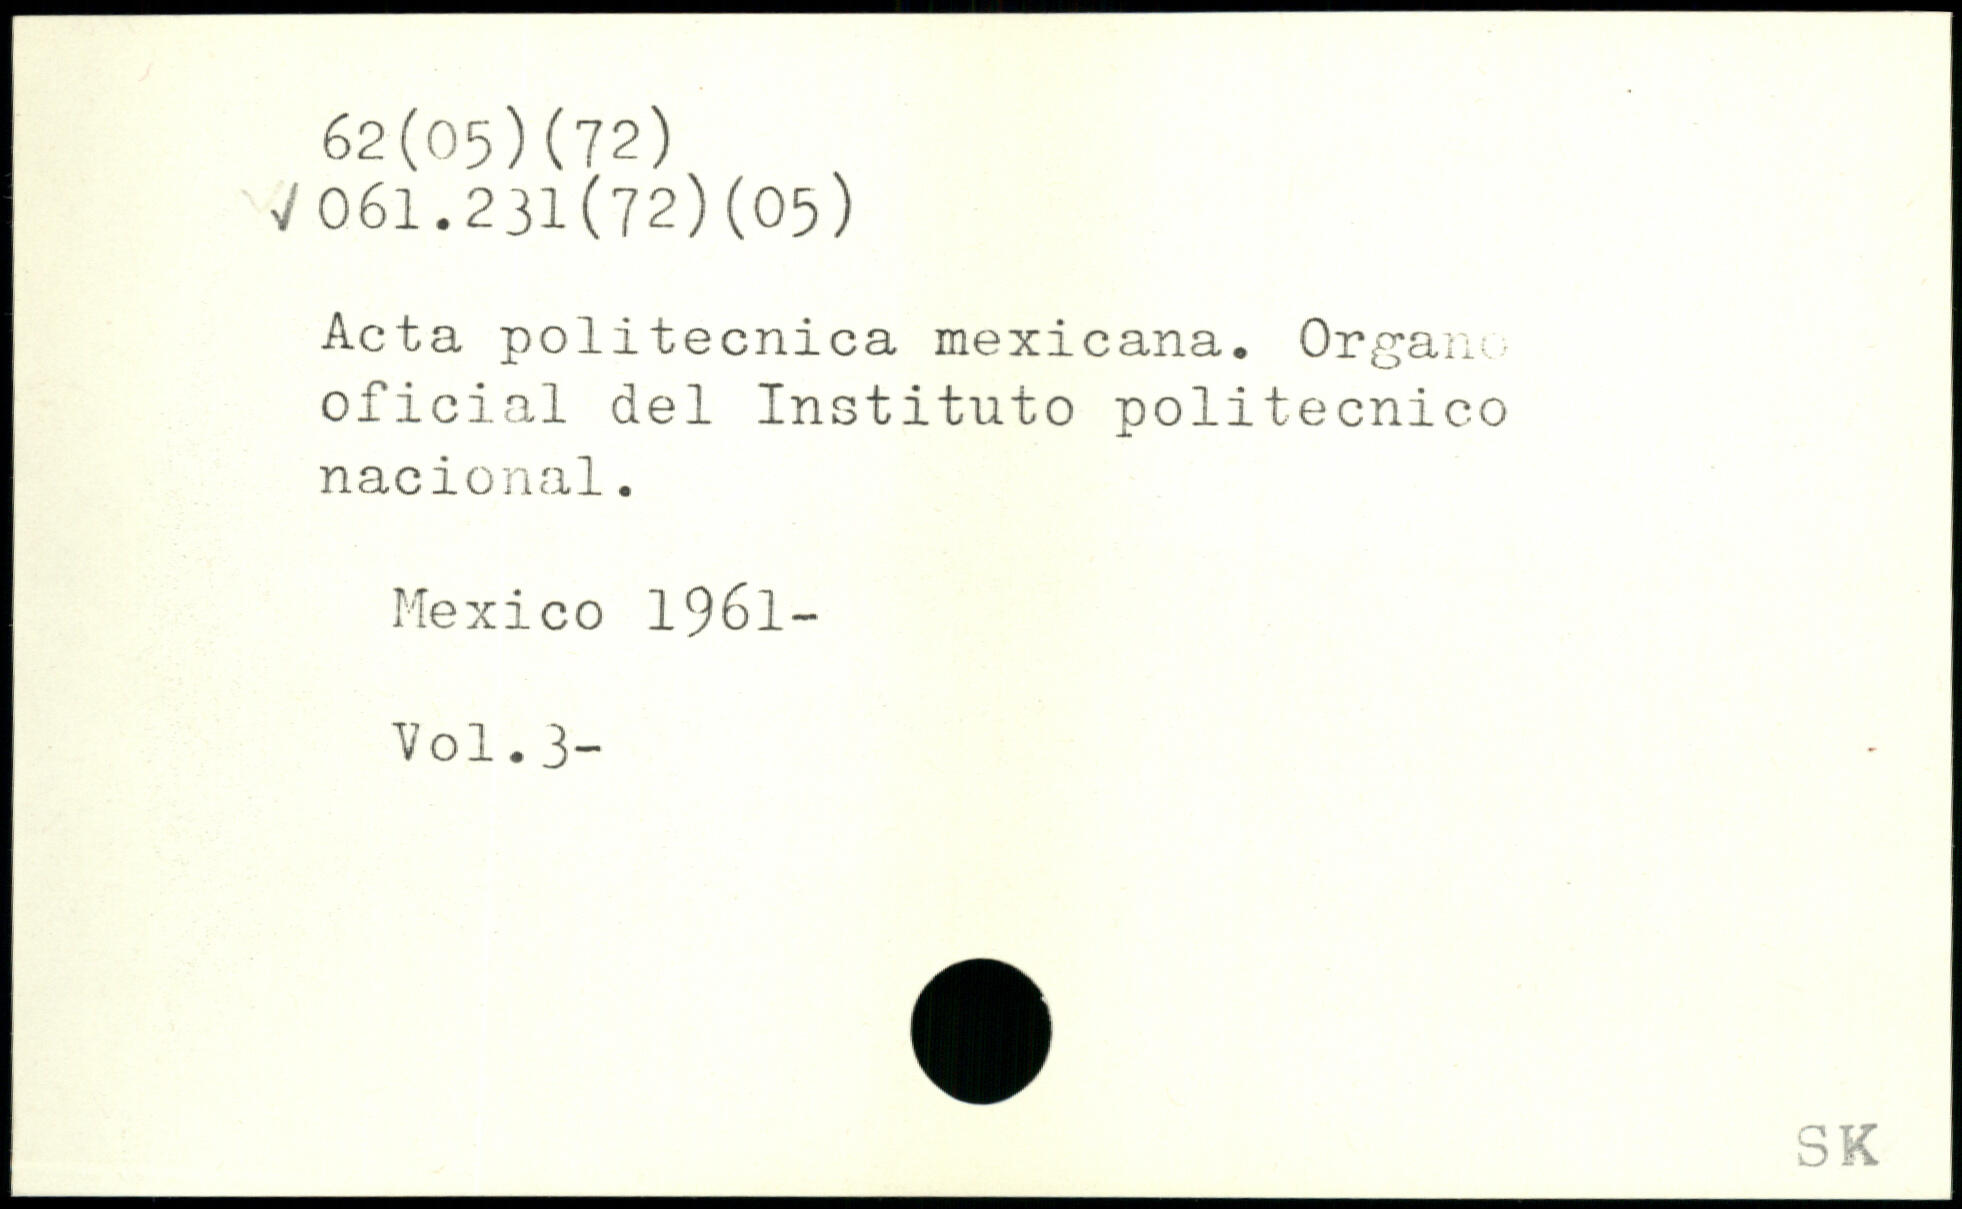 62(05)(72)
√061.231(72)(05)
Acta politecnica mexicana. Organo
oficial del Instituto politecnico
nacional.
Mexico 1961-
Vol.3-
SK